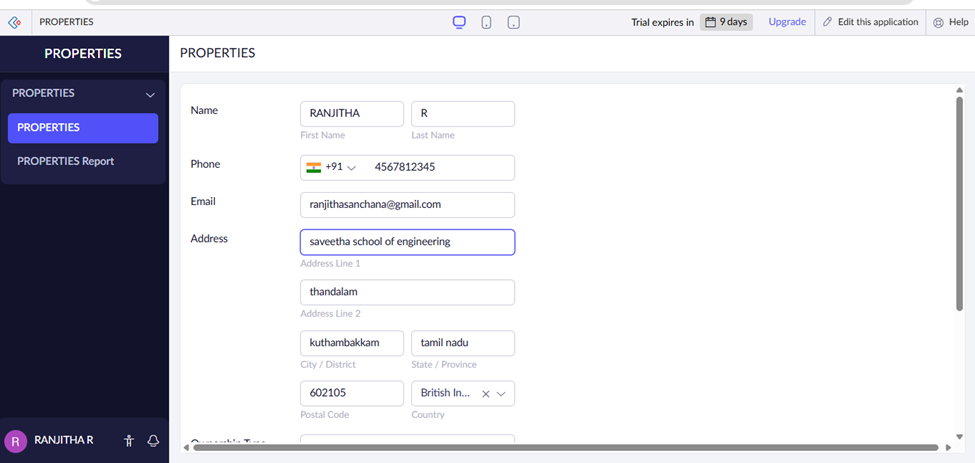 PROPERTIES Trial expires in 9 days Upgrade Edit this application Help
PROPERTIES
PROPERTIES
PROPERTIES
PROPERTIES Report
RANJITHA R
PROPERTIES
Name
RANJITHA R
First Name Last Name
Phone
+91 4567812345
Email
ranjithasanchana@gmail.com
Address
saveetha school of engineering
Address Line 1
thandalam
Address Line 2
kuthambakkam tamil nadu
City / District State / Province
602105 British In...
Postal Code Country
Ownership Type
R